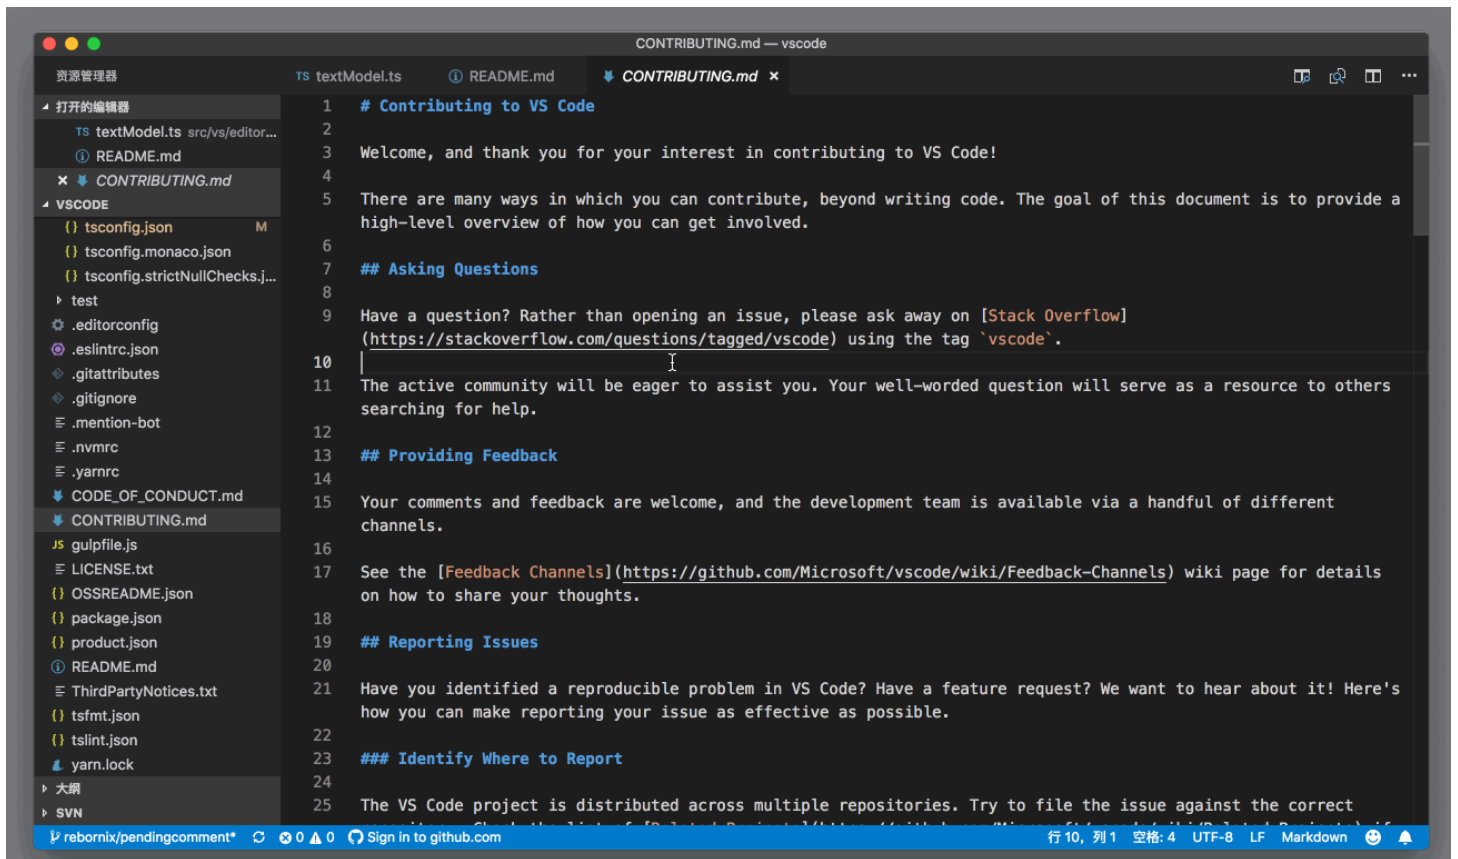 CONTRIBUTING.md — vscode
资源管理器
TS textModel.ts
README.md
CONTRIBUTING.md
打开的编辑器
TS textModel.ts src/vs/editor...
README.md
CONTRIBUTING.md
VSCODE
{} tsconfig.json M
{} tsconfig.monaco.json
{} tsconfig.strictNullChecks.j...
test
.editorconfig
.eslintrc.json
.gitattributes
.gitignore
.mention-bot
.nvmrc
.yarnrc
CODE_OF_CONDUCT.md
CONTRIBUTING.md
JS gulpfile.js
LICENSE.txt
{} OSSREADME.json
{} package.json
{} product.json
README.md
ThirdPartyNotices.txt
{} tsfmt.json
{} tslint.json
yarn.lock
大纲
SVN
1 # Contributing to VS Code
2
3 Welcome, and thank you for your interest in contributing to VS Code!
4
5 There are many ways in which you can contribute, beyond writing code. The goal of this document is to provide a
high-level overview of how you can get involved.
6
7 ## Asking Questions
8
9 Have a question? Rather than opening an issue, please ask away on [Stack Overflow]
(https://stackoverflow.com/questions/tagged/vscode) using the tag `vscode`.
10
11 The active community will be eager to assist you. Your well-worded question will serve as a resource to others
searching for help.
12
13 ## Providing Feedback
14
15 Your comments and feedback are welcome, and the development team is available via a handful of different
channels.
16
17 See the [Feedback Channels](https://github.com/Microsoft/vscode/wiki/Feedback-Channels) wiki page for details
on how to share your thoughts.
18
19 ## Reporting Issues
20
21 Have you identified a reproducible problem in VS Code? Have a feature request? We want to hear about it! Here's
how you can make reporting your issue as effective as possible.
22
23 ### Identify Where to Report
24
25 The VS Code project is distributed across multiple repositories. Try to file the issue against the correct
rebornix/pendingcomment* 0 0 Sign in to github.com
行 10, 列 1 空格: 4 UTF-8 LF Markdown